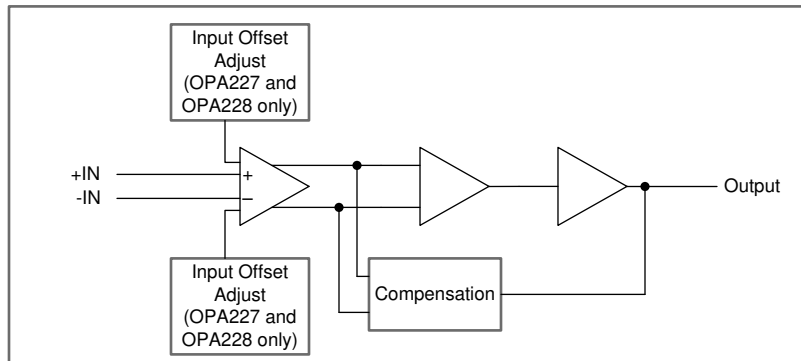 Input Offset
Adjust
(OPA227 and
OPA228 only)
+IN
-IN
+
−
Output
Compensation
Input Offset
Adjust
(OPA227 and
OPA228 only)